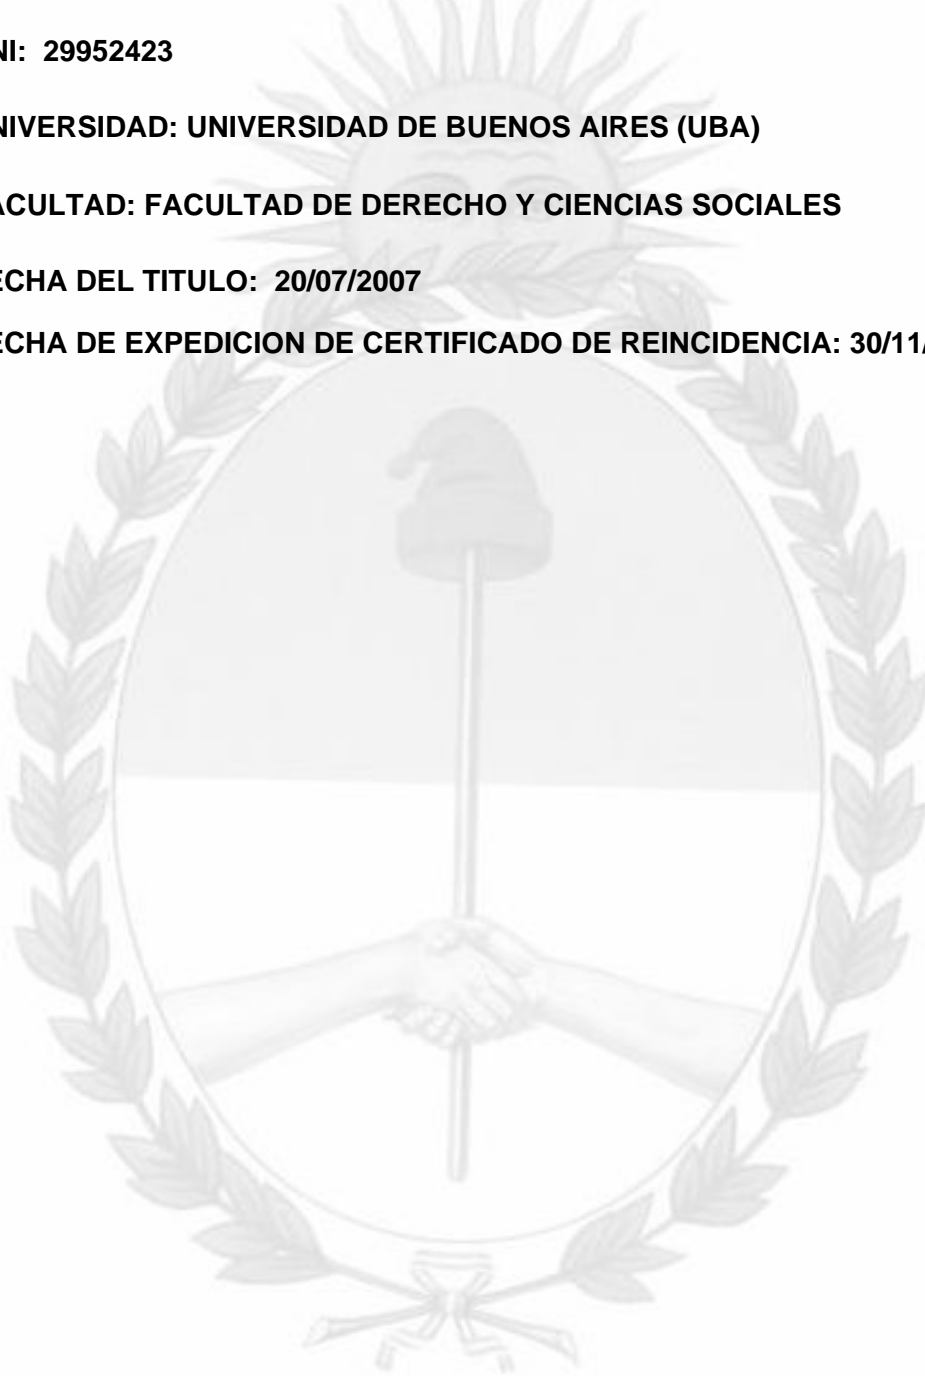 NI: 29952423
NIVERSIDAD: UNIVERSIDAD DE BUENOS AIRES (UBA)
ACULTAD: FACULTAD DE DERECHO Y CIENCIAS SOCIALES
ECHA DEL TITULO: 20/07/2007
ECHA DE EXPEDICION DE CERTIFICADO DE REINCIDENCIA: 30/11/